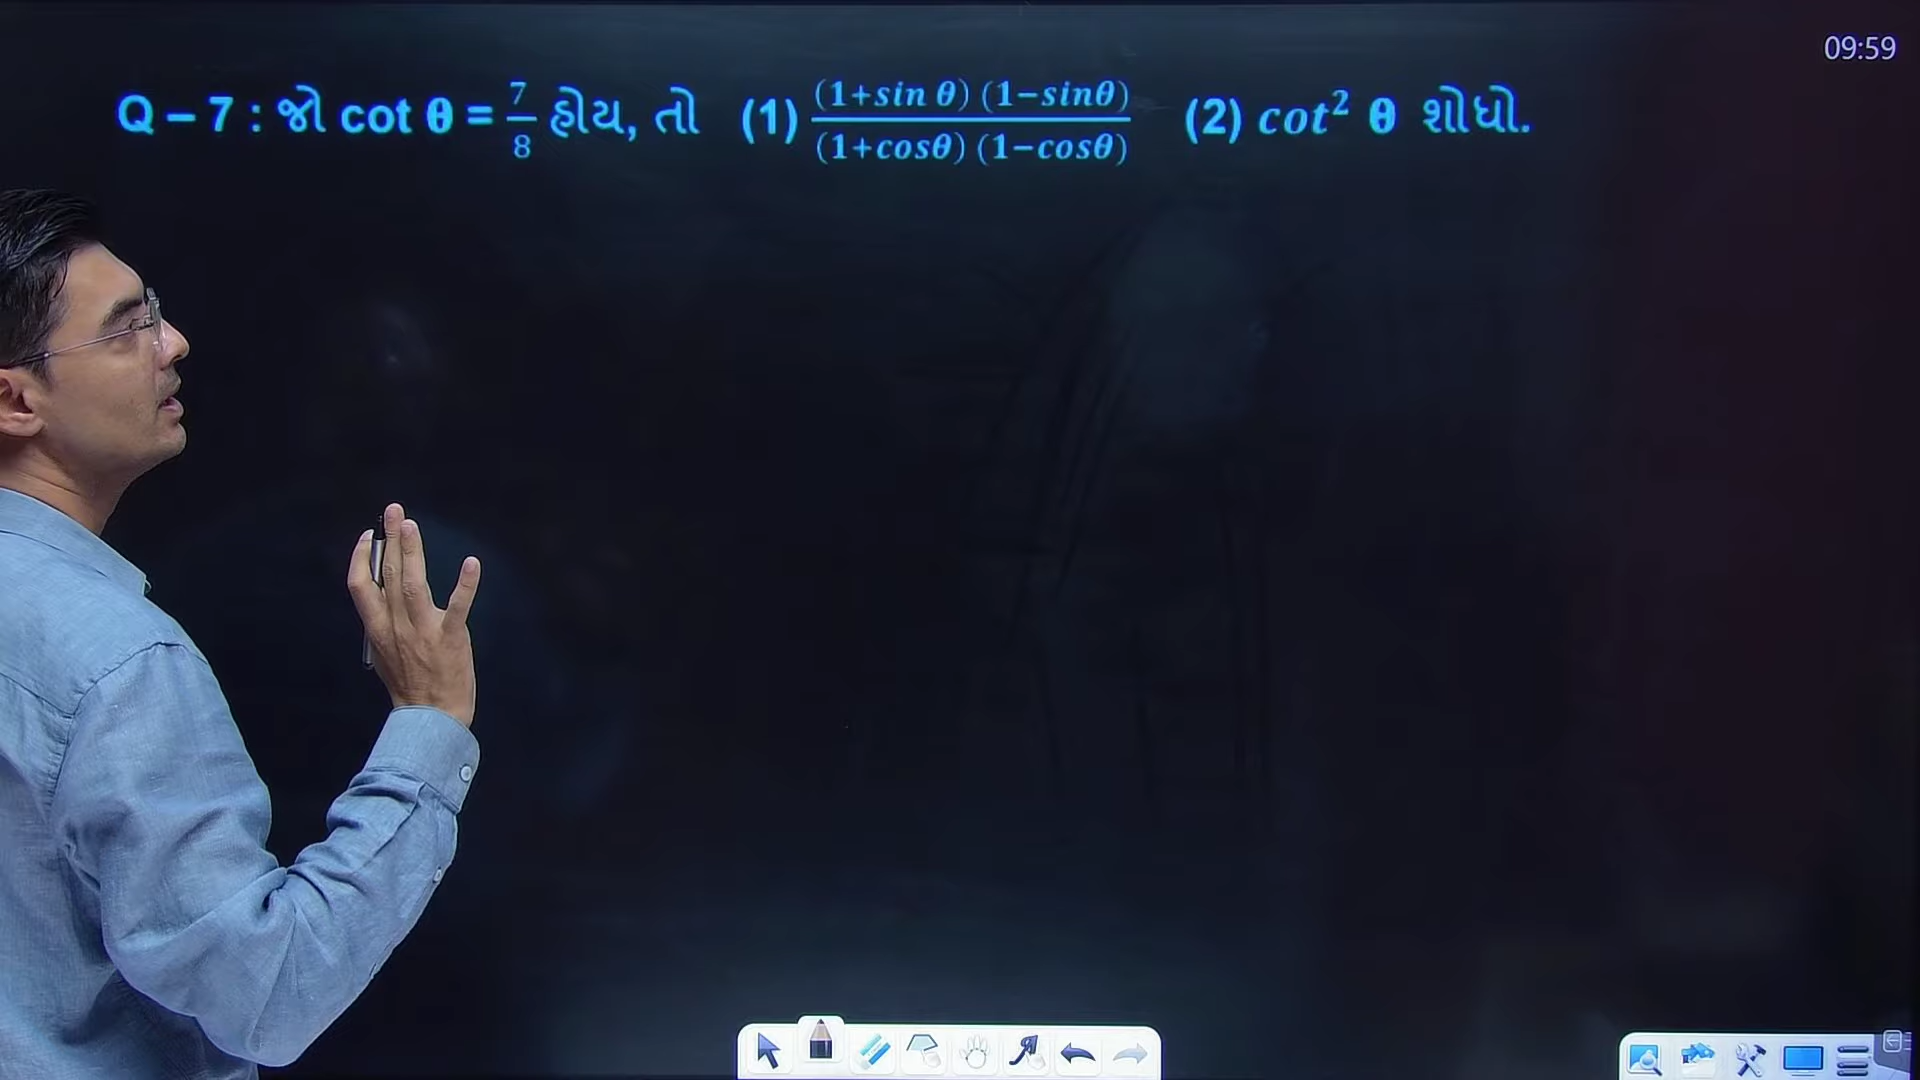 09:59
Q – 7 : જો cot θ = 7/8 હોય, તો (1) (1+sin θ) (1−sinθ)/(1+cosθ) (1−cosθ) (2) cot² θ શોધો.